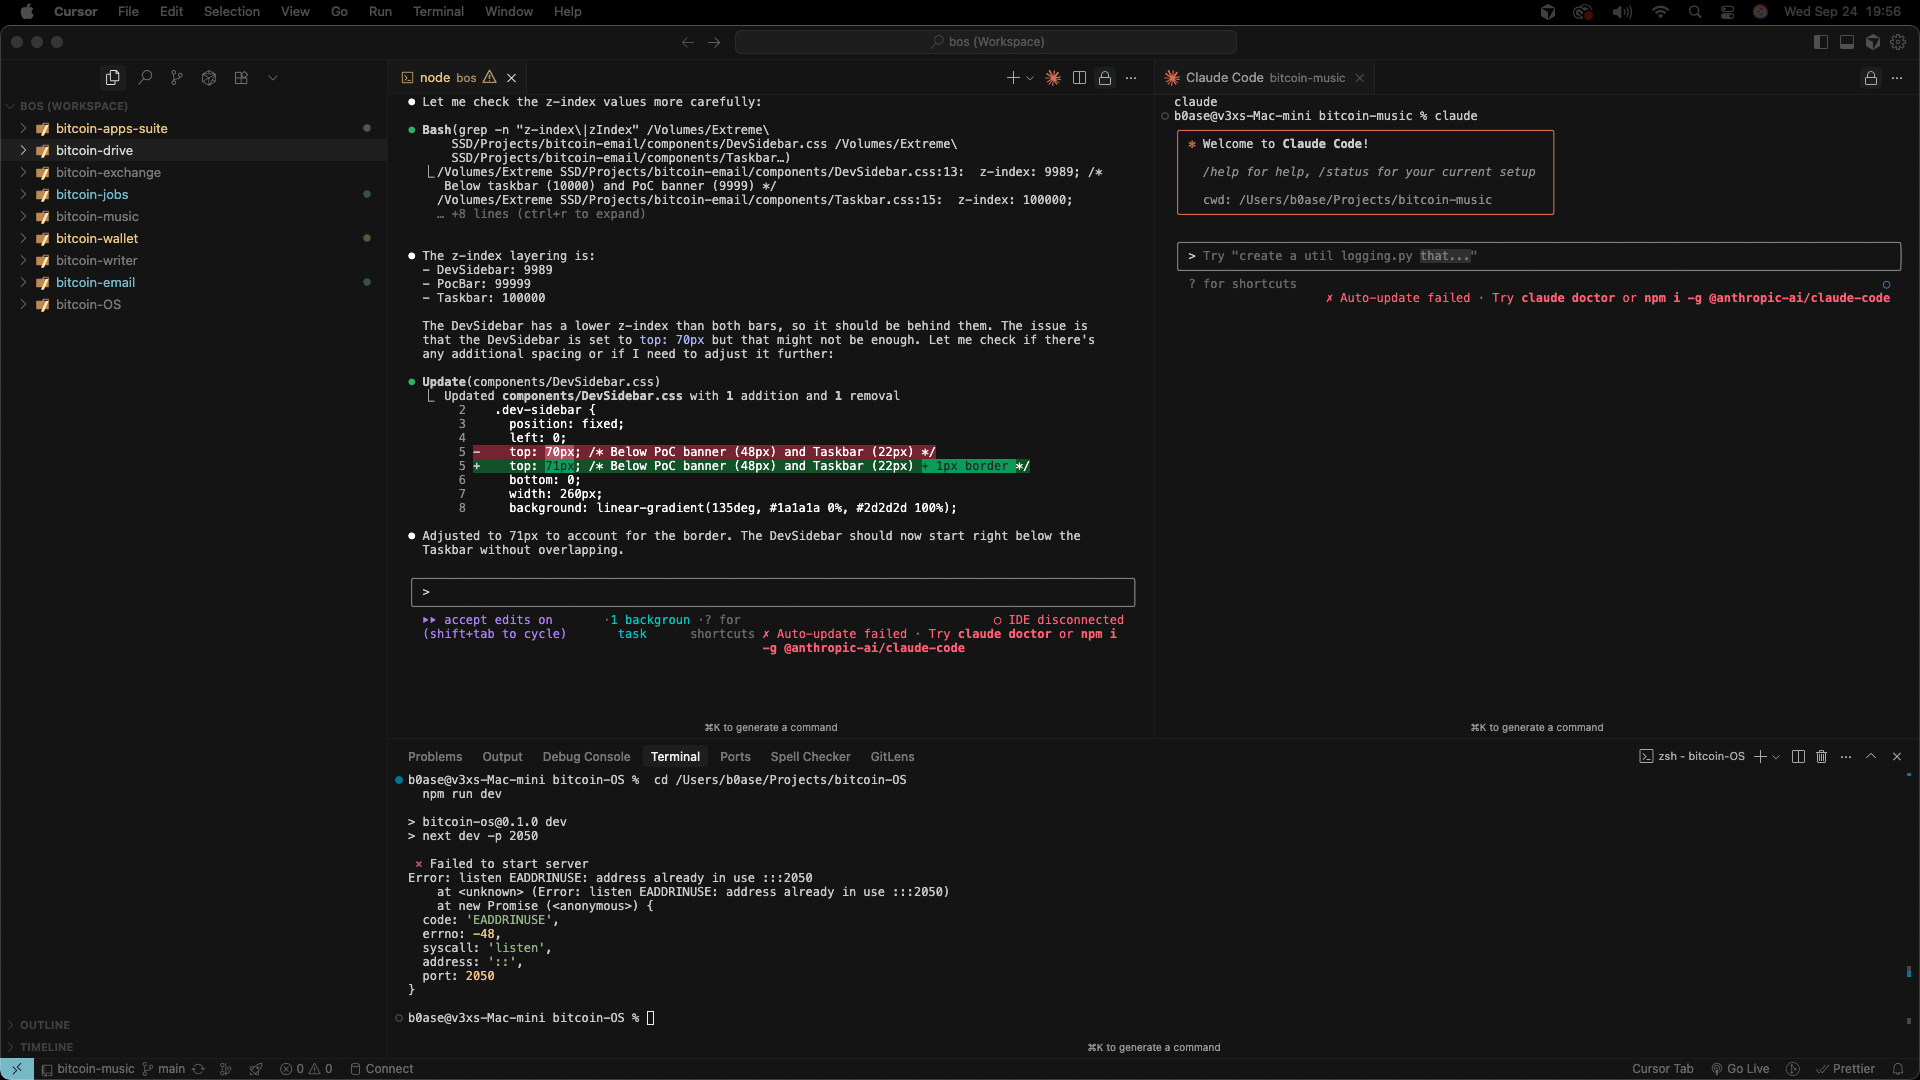 Cursor File Edit Selection View Go Run Terminal Window Help
Wed Sep 24 19:56
bos (Workspace)
BOS (WORKSPACE)
bitcoin-apps-suite
bitcoin-drive
bitcoin-exchange
bitcoin-jobs
bitcoin-music
bitcoin-wallet
bitcoin-writer
bitcoin-email
bitcoin-OS
OUTLINE
TIMELINE
node bos
Let me check the z-index values more carefully:
Bash(grep -n "z-index\|zIndex" /Volumes/Extreme\
SSD/Projects/bitcoin-email/components/DevSidebar.css /Volumes/Extreme\
SSD/Projects/bitcoin-email/components/Taskbar…)
/Volumes/Extreme SSD/Projects/bitcoin-email/components/DevSidebar.css:13:  z-index: 9989; /*
Below taskbar (10000) and PoC banner (9999) */
/Volumes/Extreme SSD/Projects/bitcoin-email/components/Taskbar.css:15:  z-index: 100000;
… +8 lines (ctrl+r to expand)
The z-index layering is:
- DevSidebar: 9989
- PocBar: 99999
- Taskbar: 100000
The DevSidebar has a lower z-index than both bars, so it should be behind them. The issue is
that the DevSidebar is set to top: 70px but that might not be enough. Let me check if there's
any additional spacing or if I need to adjust it further:
Update(components/DevSidebar.css)
Updated components/DevSidebar.css with 1 addition and 1 removal
2 .dev-sidebar {
3 position: fixed;
4 left: 0;
5 - top: 70px; /* Below PoC banner (48px) and Taskbar (22px) */
5 + top: 71px; /* Below PoC banner (48px) and Taskbar (22px) + 1px border */
6 bottom: 0;
7 width: 260px;
8 background: linear-gradient(135deg, #1a1a1a 0%, #2d2d2d 100%);
Adjusted to 71px to account for the border. The DevSidebar should now start right below the
Taskbar without overlapping.
>
accept edits on ·1 backgroun ·? for ○ IDE disconnected
(shift+tab to cycle) task shortcuts ✗ Auto-update failed · Try claude doctor or npm i
-g @anthropic-ai/claude-code
⌘K to generate a command
Claude Code bitcoin-music
claude
b0ase@v3xs-Mac-mini bitcoin-music % claude
✻ Welcome to Claude Code!
/help for help, /status for your current setup
cwd: /Users/b0ase/Projects/bitcoin-music
> Try "create a util logging.py that..."
? for shortcuts
✗ Auto-update failed · Try claude doctor or npm i -g @anthropic-ai/claude-code
⌘K to generate a command
Problems Output Debug Console Terminal Ports Spell Checker GitLens
zsh - bitcoin-OS
b0ase@v3xs-Mac-mini bitcoin-OS %  cd /Users/b0ase/Projects/bitcoin-OS
npm run dev
> bitcoin-os@0.1.0 dev
> next dev -p 2050
⨯ Failed to start server
Error: listen EADDRINUSE: address already in use :::2050
at <unknown> (Error: listen EADDRINUSE: address already in use :::2050)
at new Promise (<anonymous>) {
code: 'EADDRINUSE',
errno: -48,
syscall: 'listen',
address: '::',
port: 2050
}
b0ase@v3xs-Mac-mini bitcoin-OS %
⌘K to generate a command
bitcoin-music main 0 0 Connect
Cursor Tab Go Live Prettier